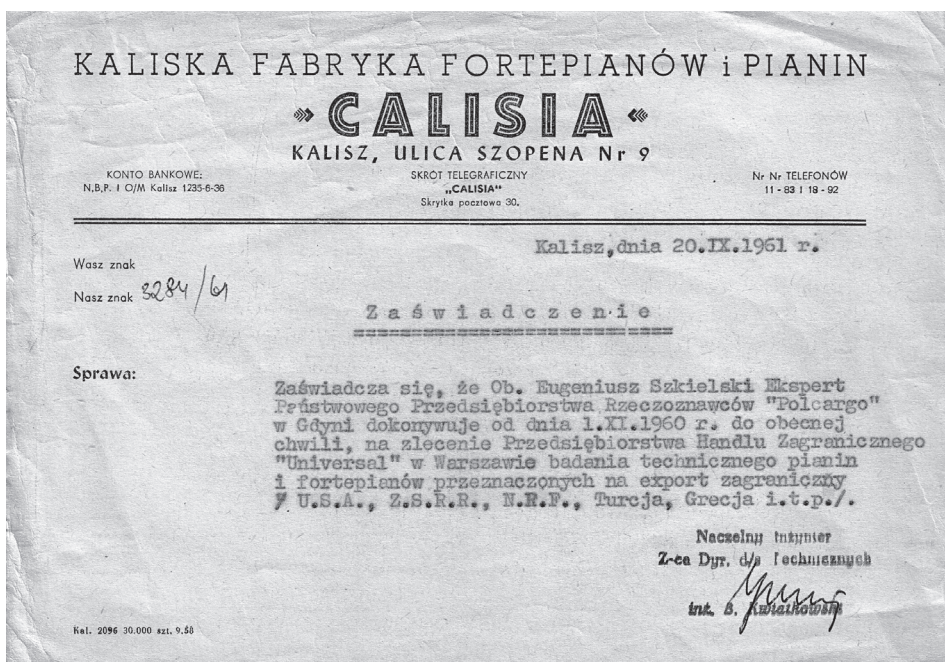 KALISKA FABRYKA FORTEPIANÓW i PIANIN
CALISIA
KALISZ, ULICA SZOPENA Nr 9
KONTO BANKOWE:
N.B.P. I O/M Kalisz 1235-6-36
SKRÓT TELEGRAFICZNY
„CALISIA"
Skrytka pocztowa 30.
Nr Nr TELEFONÓW
11 - 83 i 18 - 92
Kalisz,dnia 20.IX.1961 r.
Wasz znak
Nasz znak 3284/61
Zaświadczenie
Sprawa:
Zaświadcza się, że Ob. Eugeniusz Szkielski Ekspert
Państwowego Przedsiębiorstwa Rzeczoznawców "Polcargo"
w Gdyni dokonywuje od dnia 1.XI.1960 r. do obecnej
chwili, na zlecenie Przedsiębiorstwa Handlu Zagranicznego
"Universal" w Warszawie badania technicznego pianin
i fortepianów przeznaczonych na export zagraniczny
/ U.S.A., Z.S.R.R., N.R.F., Turcja, Grecja i.t.p./.
Naczelny Inżynier
Z-ca Dyr. d/s Technicznych
inż. B. Kwiatkowski
Kal. 2096 30.000 szt. 9.58